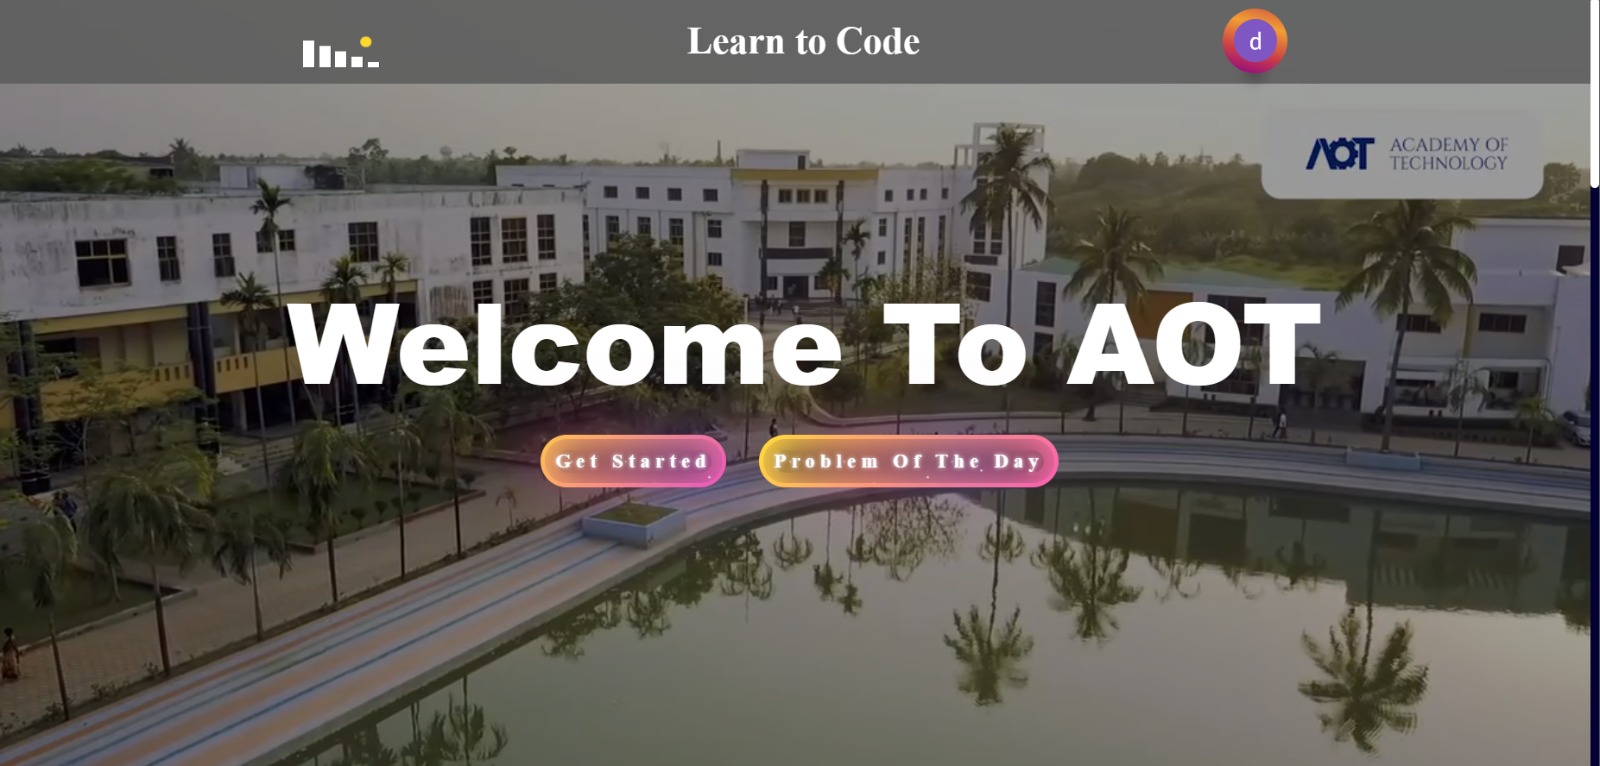 Learn to Code
d
AOT ACADEMY OF
TECHNOLOGY
Welcome To AOT
Get Started
Problem Of The Day